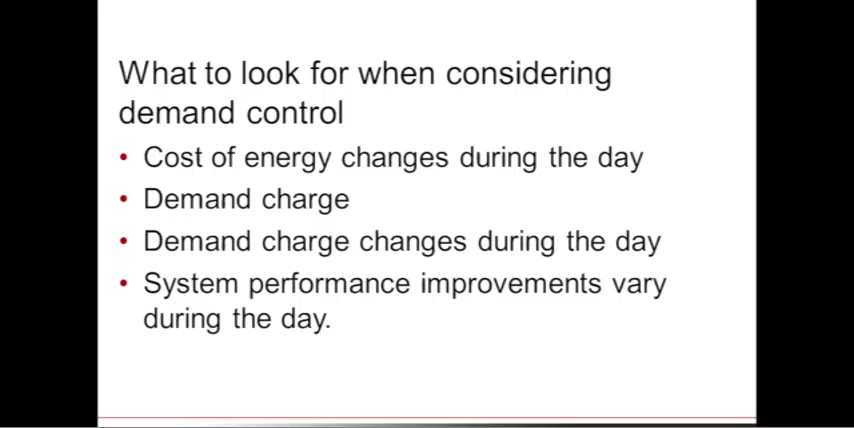 What to look for when considering
demand control
• Cost of energy changes during the day
• Demand charge
• Demand charge changes during the day
• System performance improvements vary
during the day.